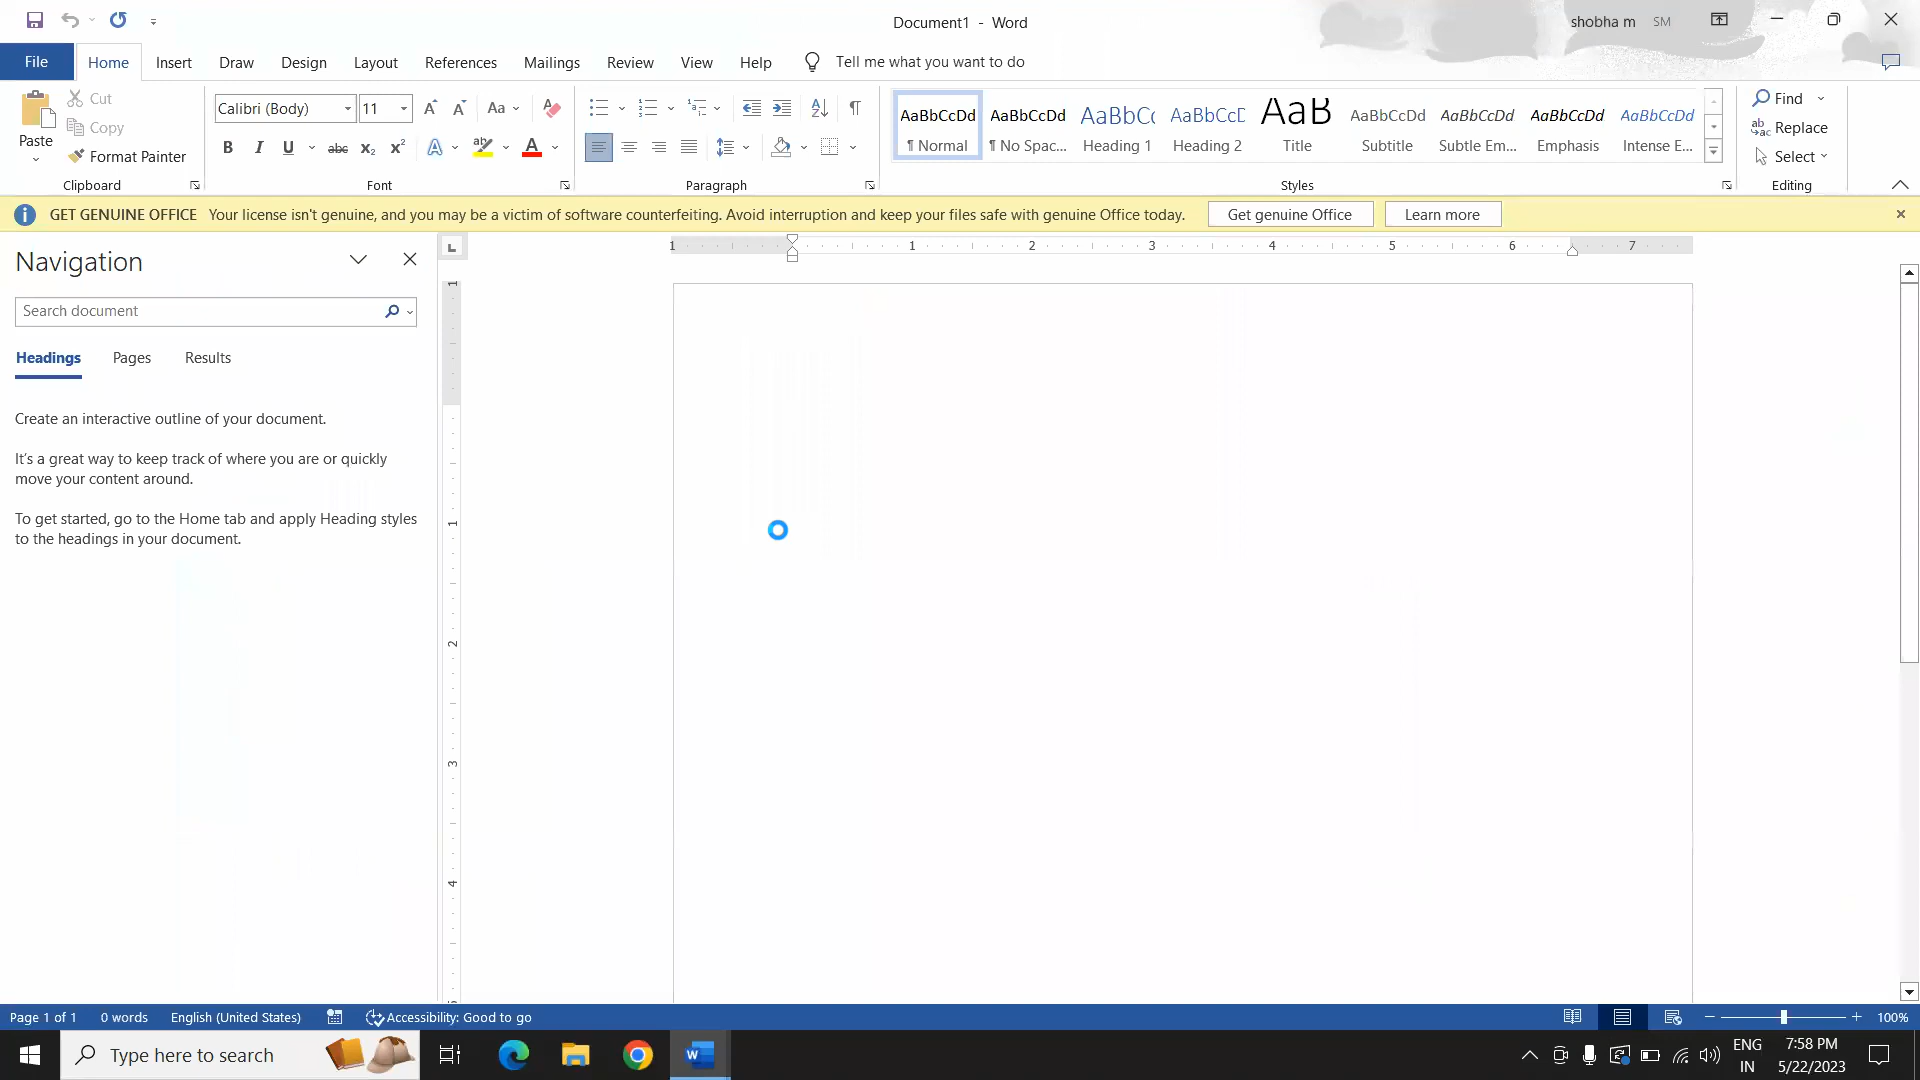 Document1 - Word
shobha m SM
File Home Insert Draw Design Layout References Mailings Review View Help Tell me what you want to do
Paste
Cut
Copy
Format Painter
Clipboard
Calibri (Body) 11
Aa
B I U abc x₂ x² A ab A
Font
Paragraph
AaBbCcDd AaBbCcDd AaBbCc AaBbCcD AaB AaBbCcDd AaBbCcDd AaBbCcDd AaBbCcDd
¶ Normal ¶ No Spac... Heading 1 Heading 2 Title Subtitle Subtle Em... Emphasis Intense E...
Styles
Find
Replace
Select
Editing
GET GENUINE OFFICE Your license isn't genuine, and you may be a victim of software counterfeiting. Avoid interruption and keep your files safe with genuine Office today. Get genuine Office Learn more
Navigation
Search document
Headings Pages Results
Create an interactive outline of your document.
It's a great way to keep track of where you are or quickly
move your content around.
To get started, go to the Home tab and apply Heading styles
to the headings in your document.
1 1 2 3 4 5 6 7
1
1
2
3
4
Page 1 of 1 0 words English (United States) Accessibility: Good to go 100%
Type here to search
ENG
IN
7:58 PM
5/22/2023